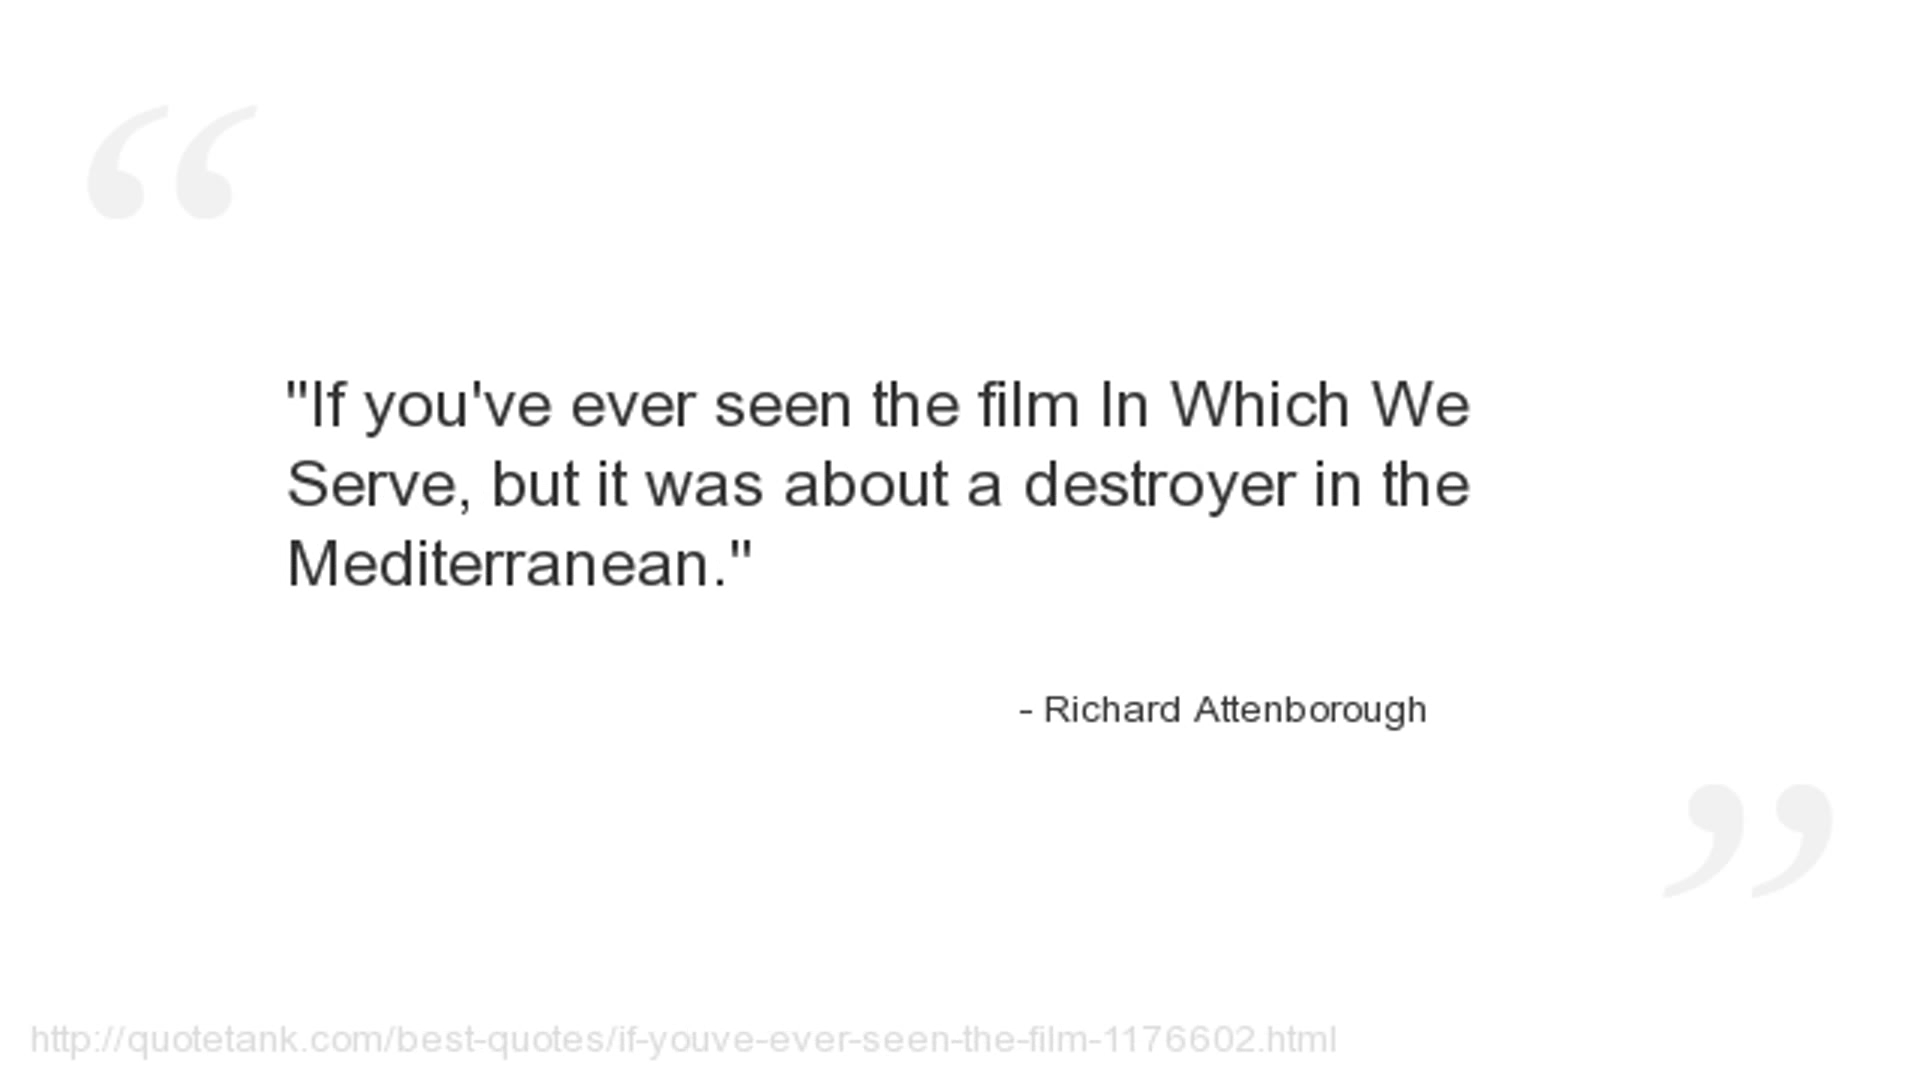 “
"If you've ever seen the film In Which We
Serve, but it was about a destroyer in the
Mediterranean."
- Richard Attenborough
”
http://quotetank.com/best-quotes/if-youve-ever-seen-the-film-1176602.html